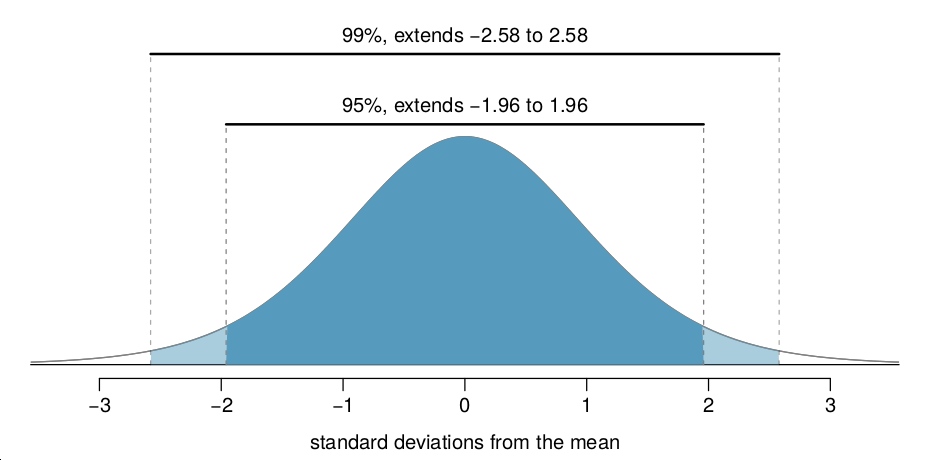 99%, extends −2.58 to 2.58
95%, extends −1.96 to 1.96
−3 −2 −1 0 1 2 3
standard deviations from the mean